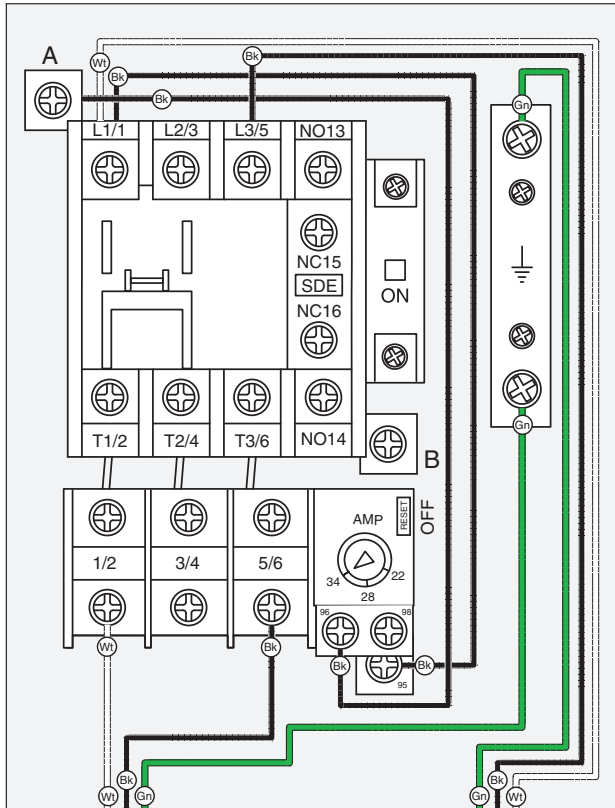 A
Wt
Bk
Bk
Bk
Gn
L1/1 L2/3 L3/5 NO13
NC15
SDE
NC16
ON
T1/2 T2/4 T3/6 NO14
B
Gn
AMP
RESET
OFF
1/2 3/4 5/6
34 28 22
96 98
Wt Bk Bk Bk
95
Bk Gn Wt
Gn Bk Wt